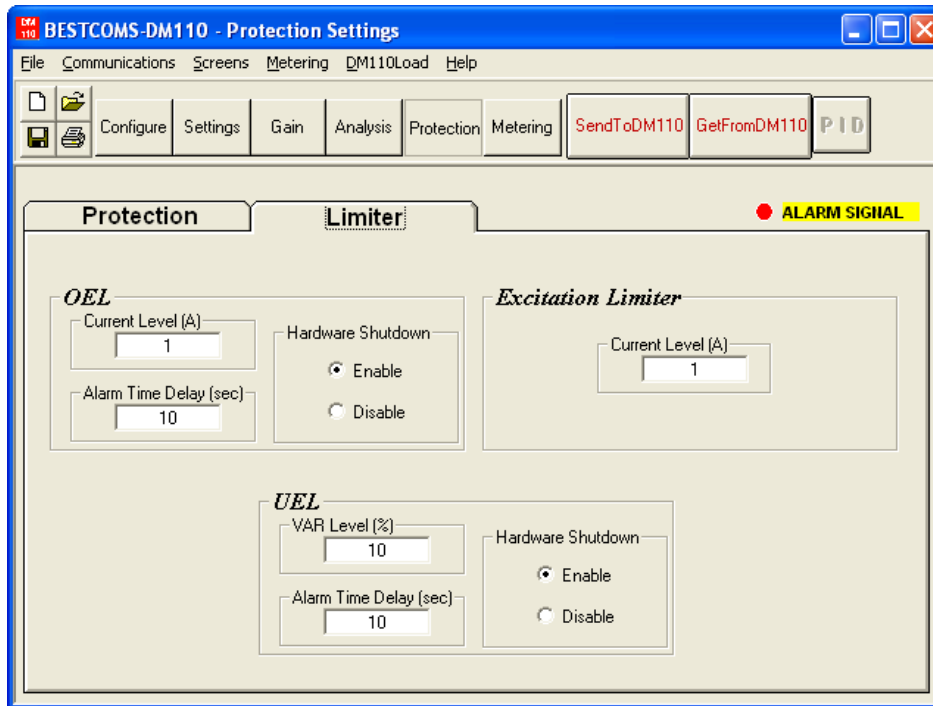 DM 110 BESTCOMS-DM110 - Protection Settings
File Communications Screens Metering DM110Load Help
Configure Settings Gain Analysis Protection Metering SendToDM110 GetFromDM110 PID
Protection Limiter ALARM SIGNAL
OEL
Current Level (A)
1
Alarm Time Delay (sec)
10
Hardware Shutdown
Enable
Disable
Excitation Limiter
Current Level (A)
1
UEL
VAR Level (%)
10
Alarm Time Delay (sec)
10
Hardware Shutdown
Enable
Disable